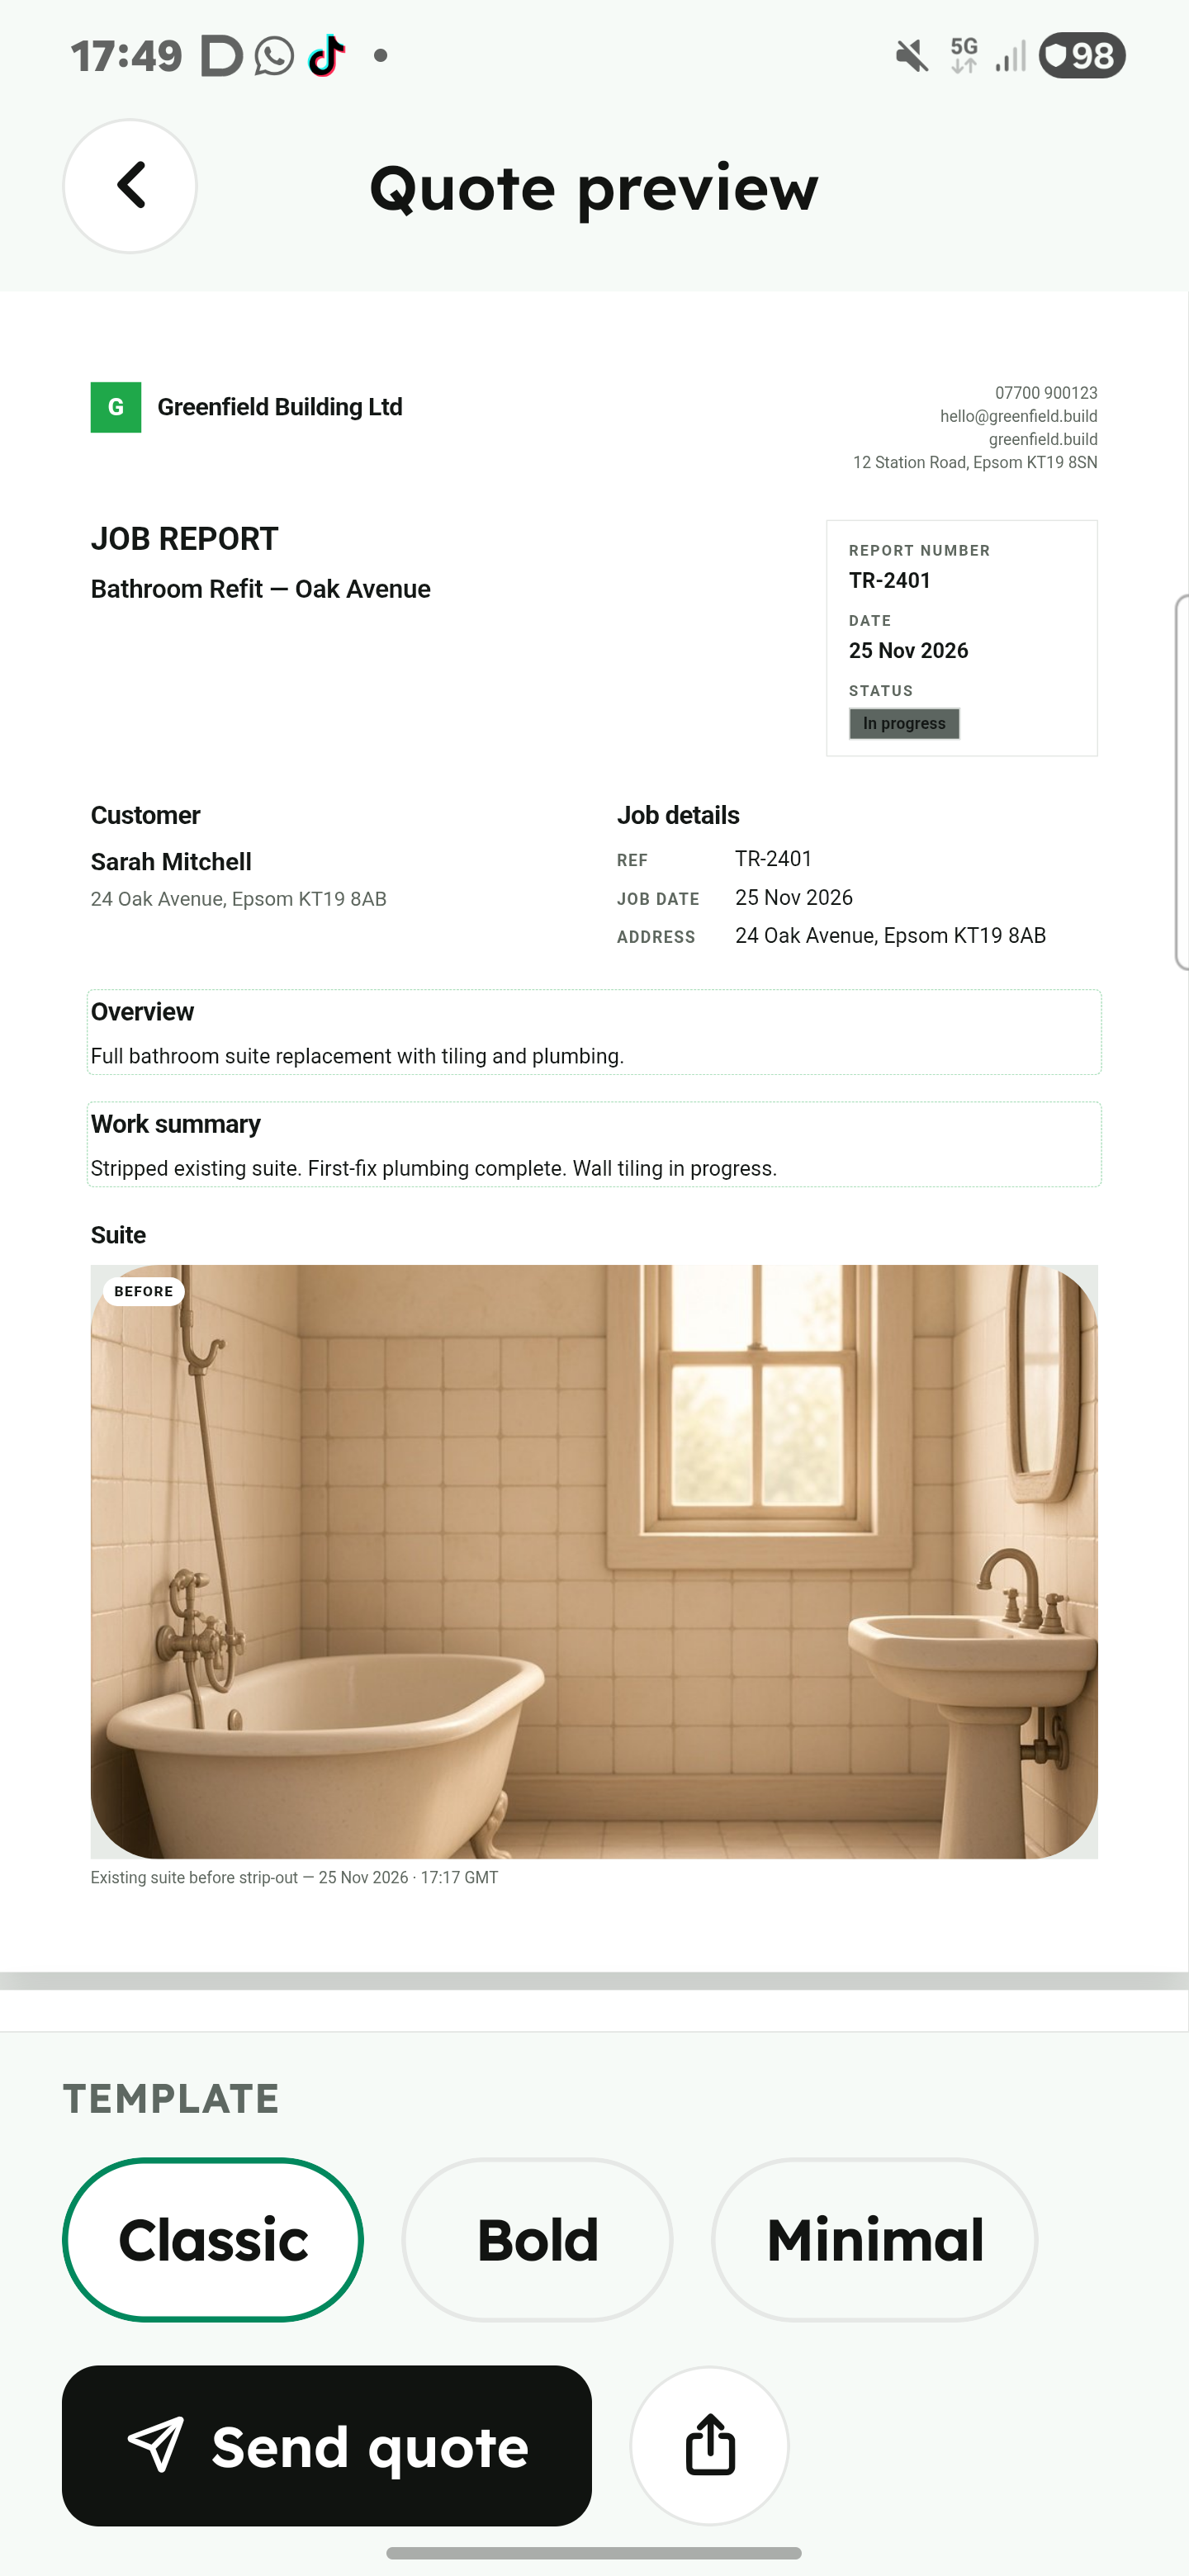 17:49
5G
98
Quote preview
G
Greenfield Building Ltd
07700 900123
hello@greenfield.build
greenfield.build
12 Station Road, Epsom KT19 8SN
JOB REPORT
Bathroom Refit — Oak Avenue
REPORT NUMBER
TR-2401
DATE
25 Nov 2026
STATUS
In progress
Customer
Sarah Mitchell
24 Oak Avenue, Epsom KT19 8AB
Job details
REF TR-2401
JOB DATE 25 Nov 2026
ADDRESS 24 Oak Avenue, Epsom KT19 8AB
Overview
Full bathroom suite replacement with tiling and plumbing.
Work summary
Stripped existing suite. First-fix plumbing complete. Wall tiling in progress.
Suite
BEFORE
Existing suite before strip-out — 25 Nov 2026 · 17:17 GMT
TEMPLATE
Classic
Bold
Minimal
Send quote